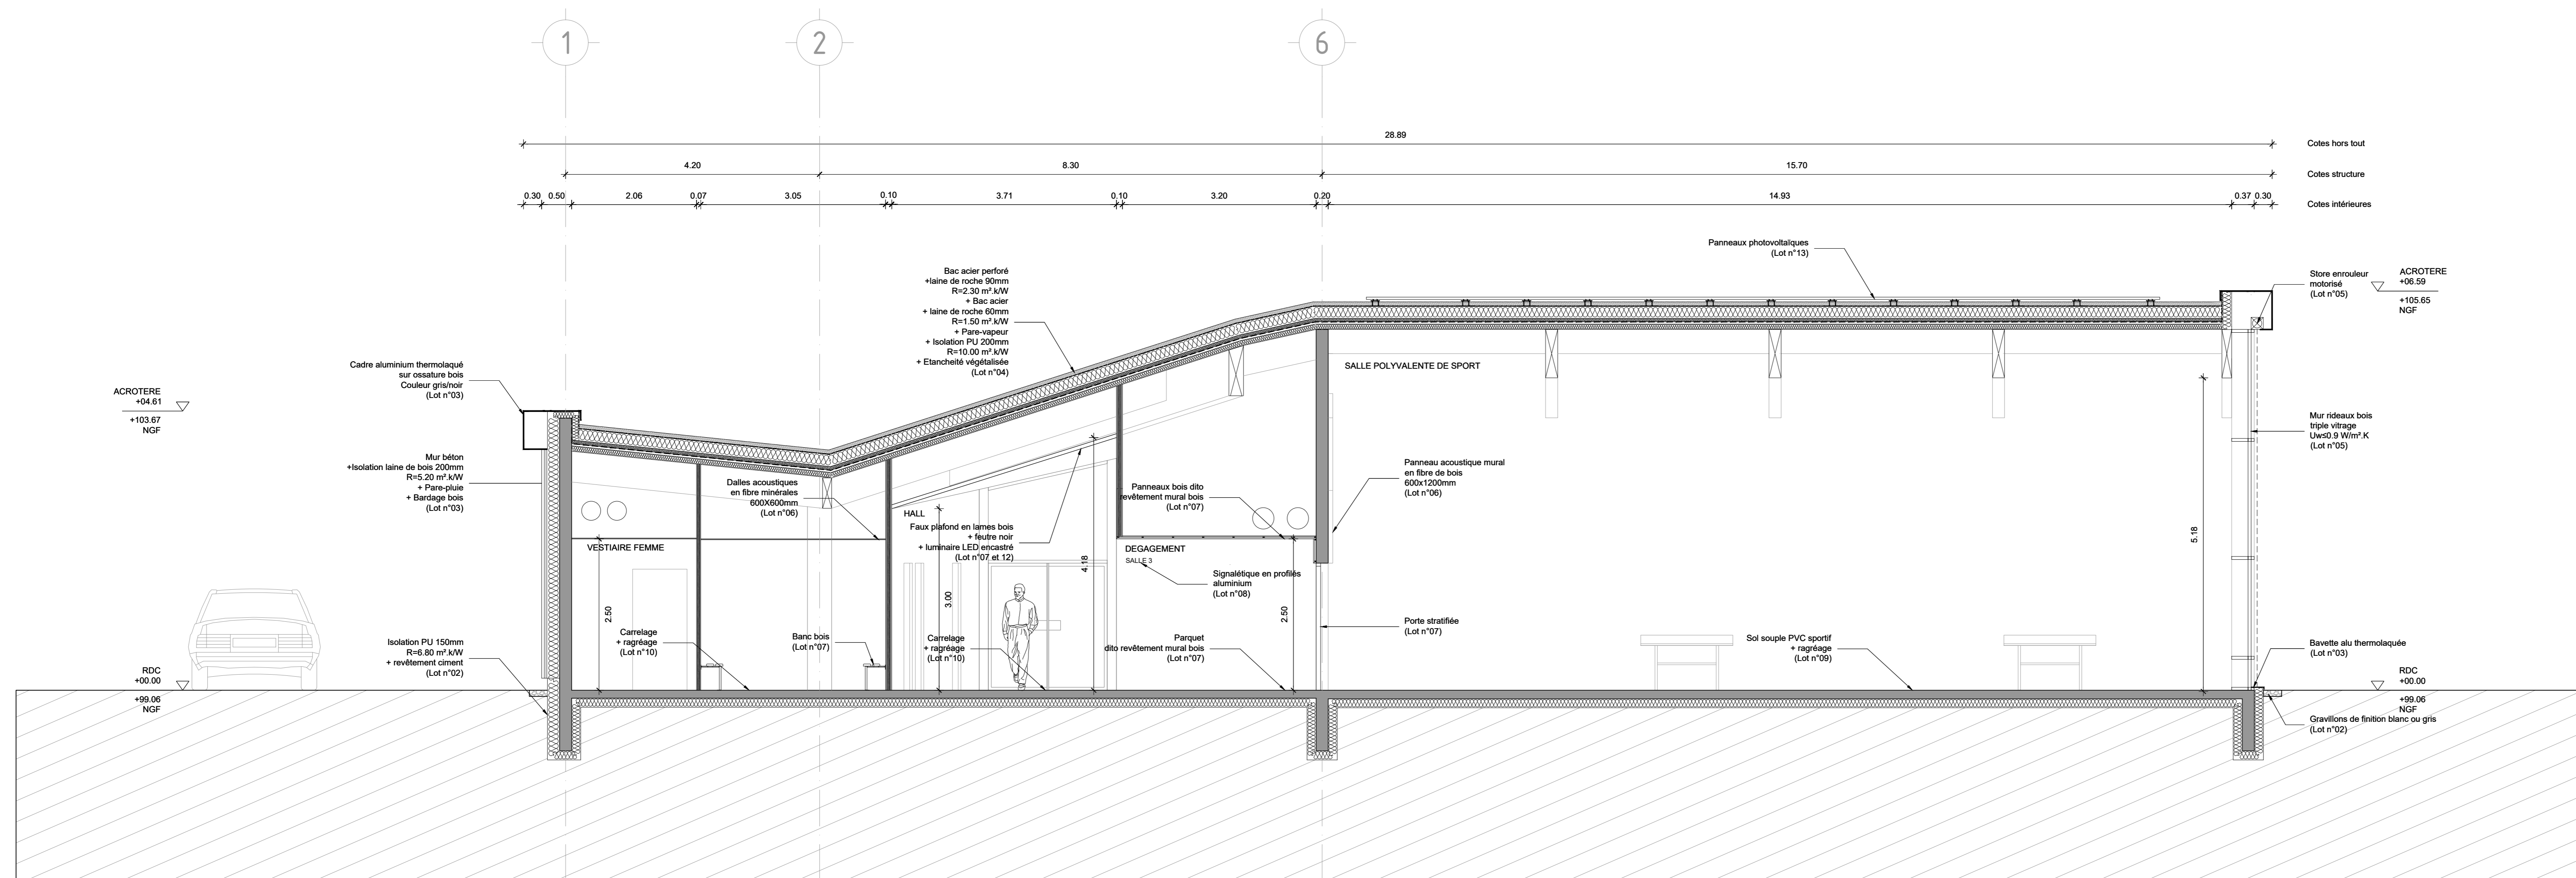 1
2
6
28.89
Cotes hors tout
4.20
8.30
15.70
Cotes structure
0.30
0.50
2.06
0.07
3.05
0.10
3.71
0.10
3.20
0.20
14.93
0.37
0.30
Cotes intérieures
Panneaux photovoltaïques
(Lot n°13)
Bac acier perforé
+laine de roche 90mm
R=2.30 m².k/W
+ Bac acier
+ laine de roche 60mm
R=1.50 m².k/W
+ Pare-vapeur
+ Isolation PU 200mm
R=10.00 m².k/W
+ Etancheité végétalisée
(Lot n°04)
Store enrouleur
motorisé
(Lot n°05)
ACROTERE
+06.59
+105.65
NGF
Cadre aluminium thermolaqué
sur ossature bois
Couleur gris/noir
(Lot n°03)
ACROTERE
+04.61
+103.67
NGF
SALLE POLYVALENTE DE SPORT
Mur rideaux bois
triple vitrage
Uw≤0.9 W/m².K
(Lot n°05)
Mur béton
+Isolation laine de bois 200mm
R=5.20 m².k/W
+ Pare-pluie
+ Bardage bois
(Lot n°03)
Dalles acoustiques
en fibre minérales
600X600mm
(Lot n°06)
Panneau acoustique mural
en fibre de bois
600x1200mm
(Lot n°06)
Panneaux bois dito
revêtement mural bois
(Lot n°07)
HALL
Faux plafond en lames bois
+ feutre noir
+ luminaire LED encastré
(Lot n°07 et 12)
VESTIAIRE FEMME
DEGAGEMENT
SALLE 3
Signalétique en profilés
aluminium
(Lot n°08)
2.50
3.00
4.18
2.50
5.18
Porte stratifiée
(Lot n°07)
Isolation PU 150mm
R=6.80 m².k/W
+ revêtement ciment
(Lot n°02)
Carrelage
+ ragréage
(Lot n°10)
Banc bois
(Lot n°07)
Carrelage
+ ragréage
(Lot n°10)
Parquet
dito revêtement mural bois
(Lot n°07)
Sol souple PVC sportif
+ ragréage
(Lot n°09)
Bavette alu thermolaquée
(Lot n°03)
RDC
+00.00
+99.06
NGF
RDC
+00.00
+99.06
NGF
Gravillons de finition blanc ou gris
(Lot n°02)